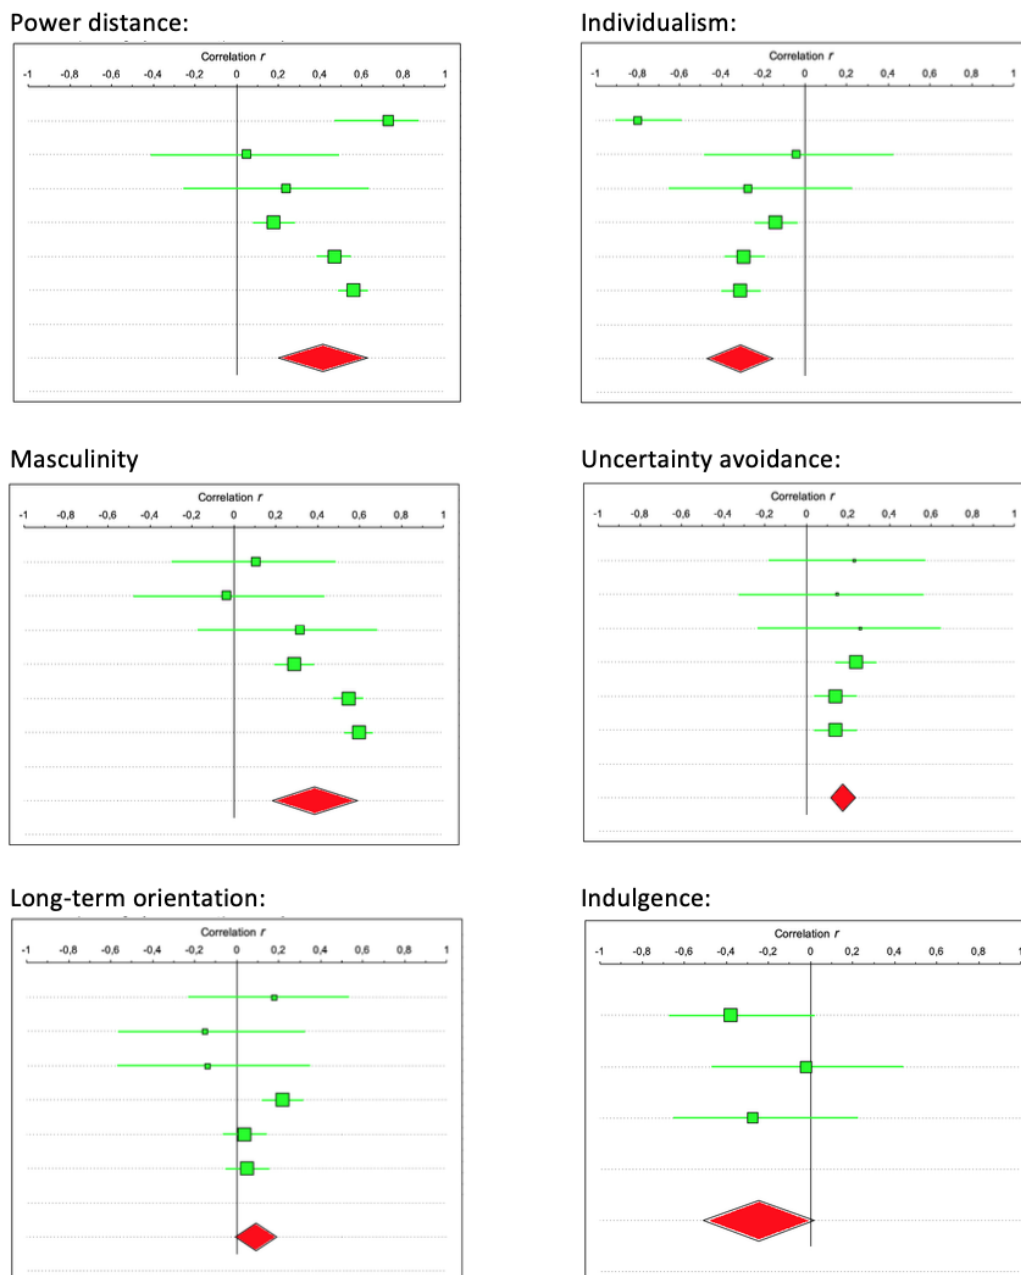 Power distance:
Correlation r
-1 -0,8 -0,6 -0,4 -0,2 0 0,2 0,4 0,6 0,8 1
Individualism:
Correlation r
-1 -0,8 -0,6 -0,4 -0,2 0 0,2 0,4 0,6 0,8 1
Masculinity
Correlation r
-1 -0,8 -0,6 -0,4 -0,2 0 0,2 0,4 0,6 0,8 1
Uncertainty avoidance:
Correlation r
-1 -0,8 -0,6 -0,4 -0,2 0 0,2 0,4 0,6 0,8 1
Long-term orientation:
Correlation r
-1 -0,8 -0,6 -0,4 -0,2 0 0,2 0,4 0,6 0,8 1
Indulgence:
Correlation r
-1 -0,8 -0,6 -0,4 -0,2 0 0,2 0,4 0,6 0,8 1